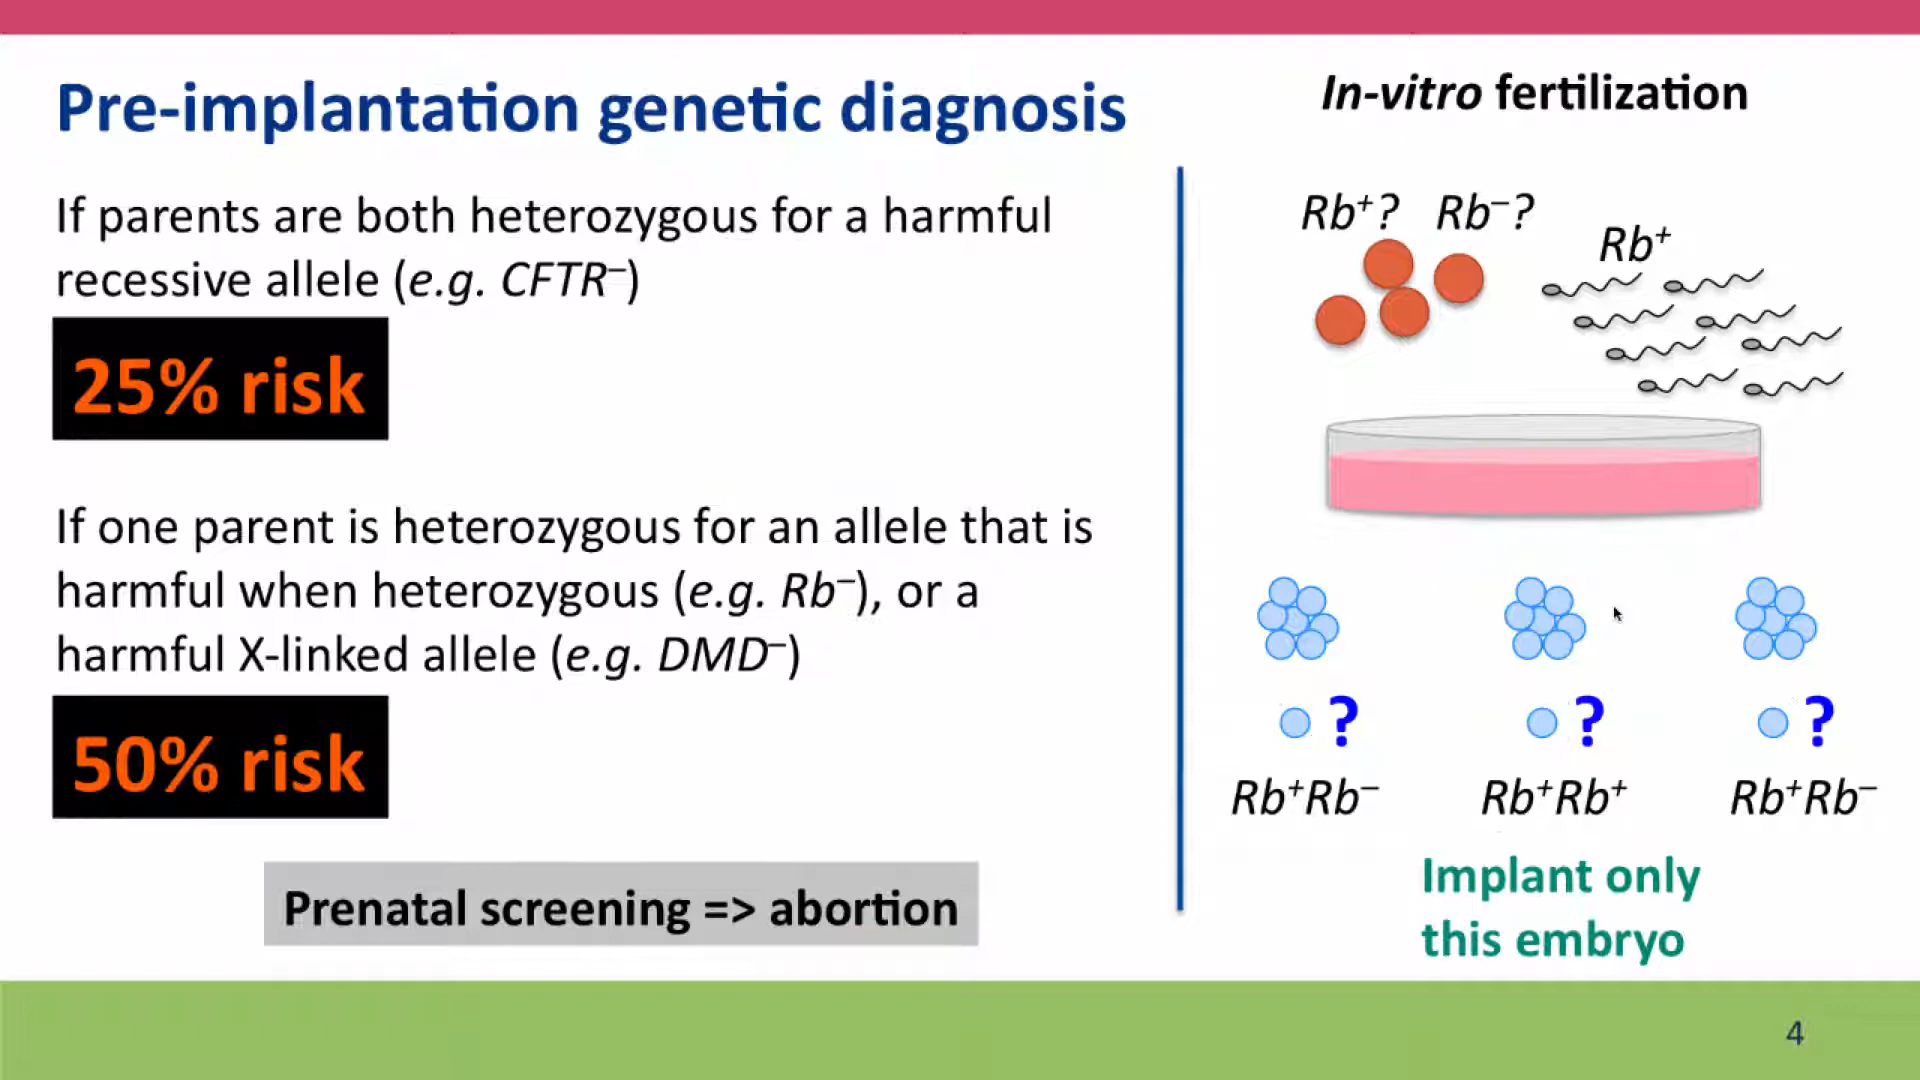 Pre-implantation genetic diagnosis
If parents are both heterozygous for a harmful
recessive allele (e.g. CFTR–)
25% risk
If one parent is heterozygous for an allele that is
harmful when heterozygous (e.g. Rb–), or a
harmful X-linked allele (e.g. DMD–)
50% risk
Prenatal screening => abortion
In-vitro fertilization
Rb+? Rb–?
Rb+
? ? ?
Rb+Rb– Rb+Rb+ Rb+Rb–
Implant only
this embryo
4